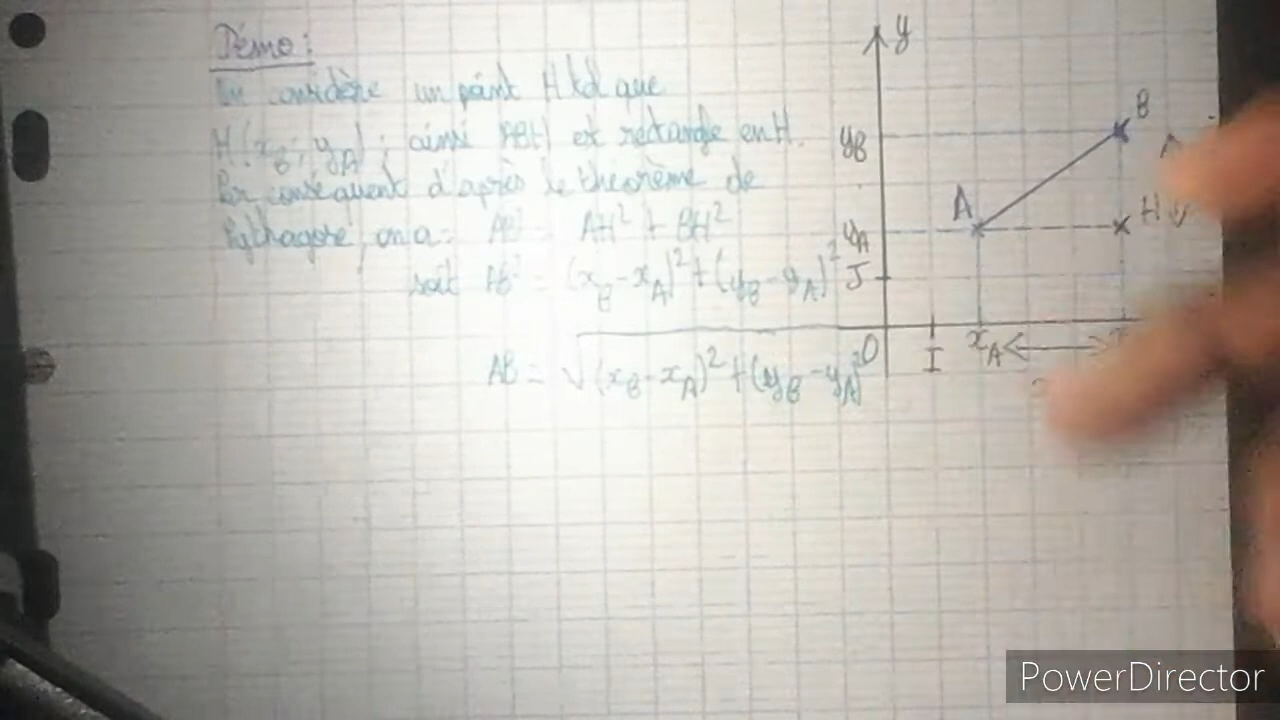 Démo:
On considère un point H tel que
H(x_B; y_A); ainsi ABH est rectangle en H.
Par conséquent d'après le théorème de
Pythagore, on a: AB² = AH² + BH²
soit AB² = (x_B - x_A)² + (y_B - y_A)²
AB = √(x_B - x_A)² + (y_B - y_A)²
y
B
y_B
A
H
y_A
J
O
I
x_A
PowerDirector